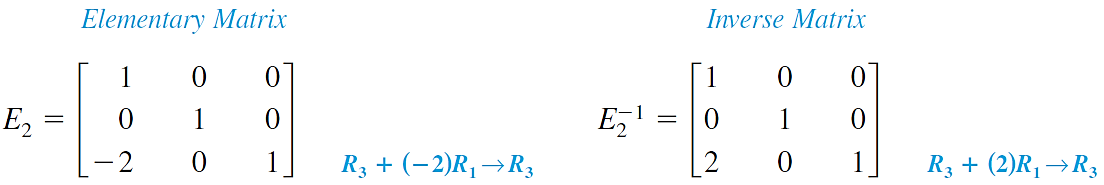 Elementary Matrix Inverse Matrix
1 0 0 1 0 0
E₂ = 0 1 0 E₂⁻¹ = 0 1 0
−2 0 1 R₃ + (−2)R₁→R₃ 2 0 1 R₃ + (2)R₁→R₃